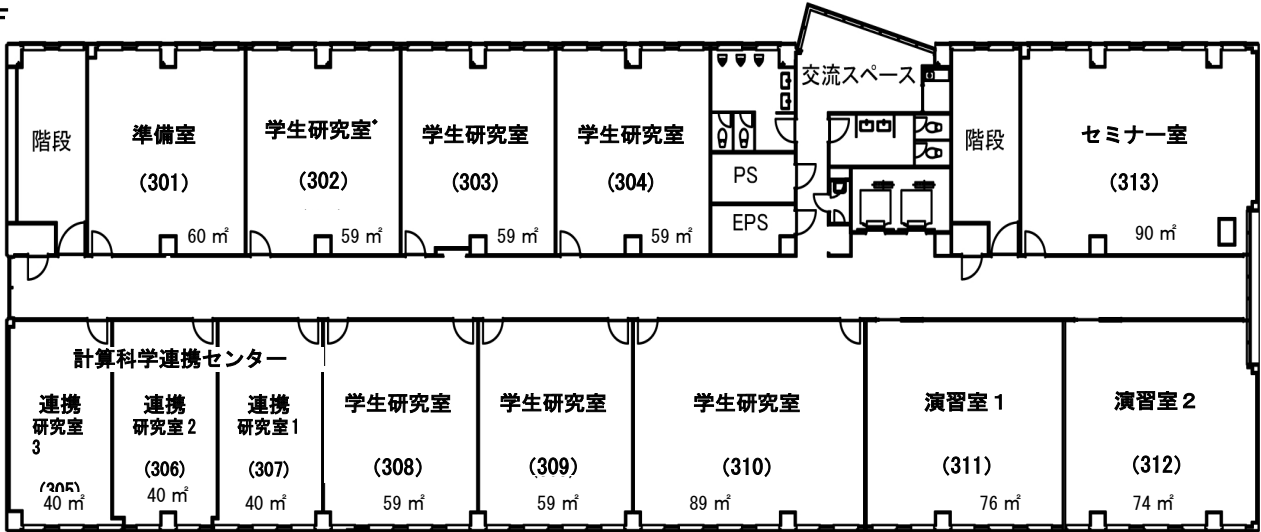 交流スペース
階段
準備室
(301)
60 ㎡
学生研究室
(302)
59 ㎡
学生研究室
(303)
59 ㎡
学生研究室
(304)
59 ㎡
PS
EPS
階段
セミナー室
(313)
90 ㎡
計算科学連携センター
連携
研究室
3
(305)
40 ㎡
連携
研究室2
(306)
40 ㎡
連携
研究室1
(307)
40 ㎡
学生研究室
(308)
59 ㎡
学生研究室
(309)
59 ㎡
学生研究室
(310)
89 ㎡
演習室1
(311)
76 ㎡
演習室2
(312)
74 ㎡